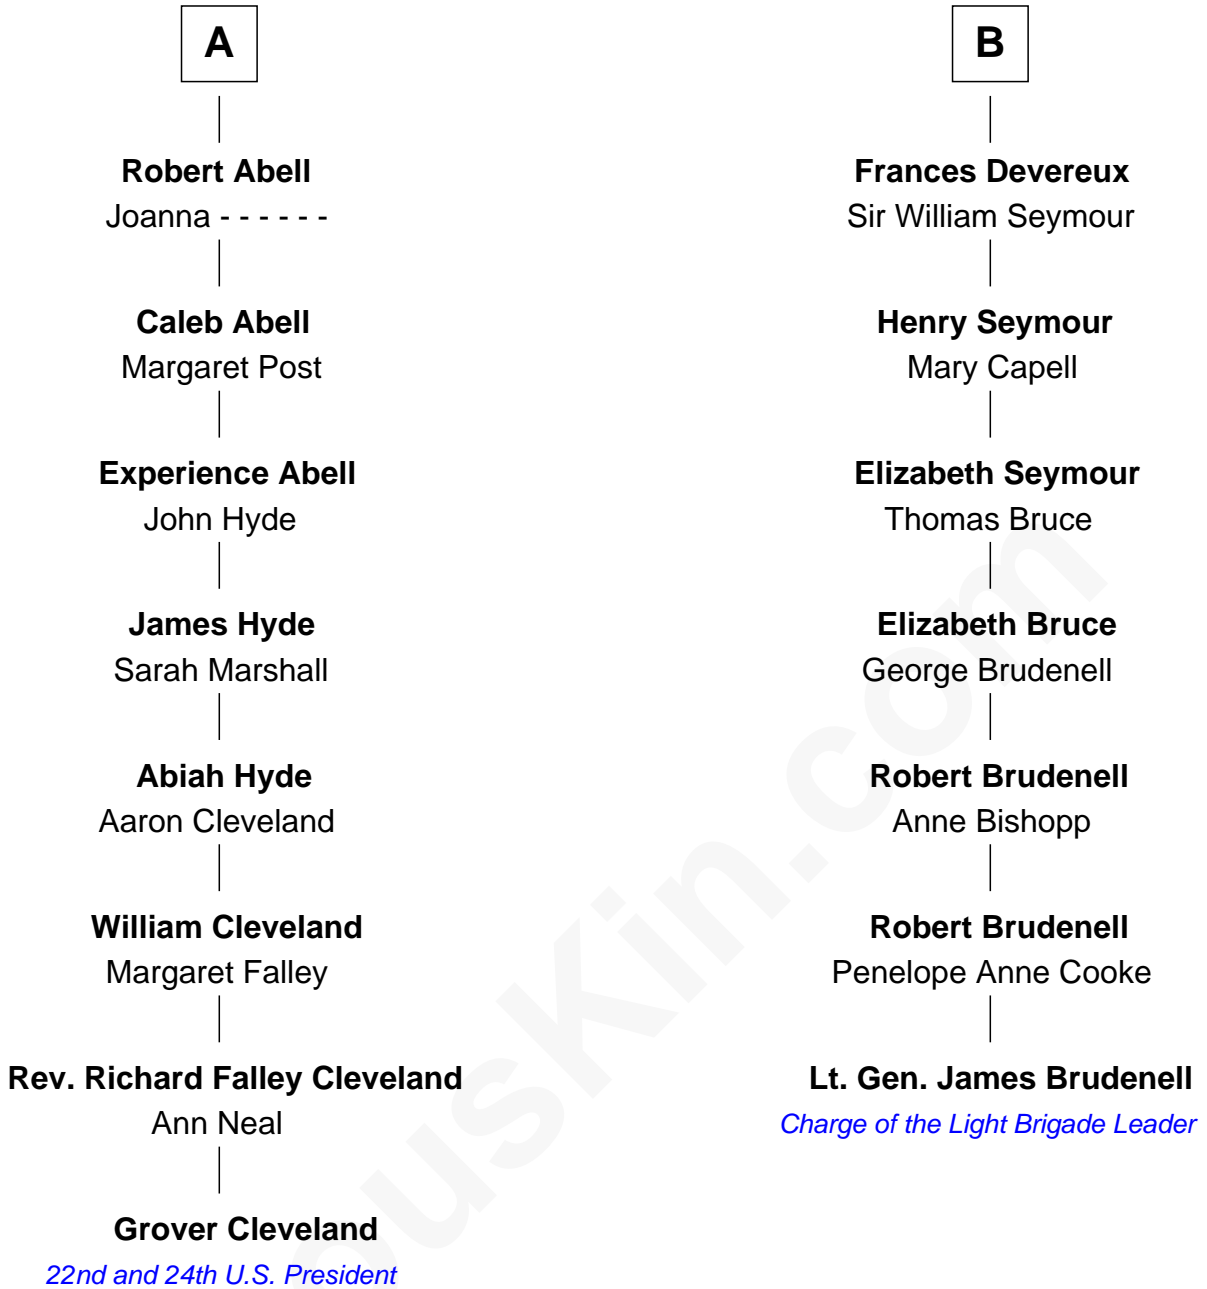 A
Robert Abell
Joanna - - - - - -
Caleb Abell
Margaret Post
Experience Abell
John Hyde
James Hyde
Sarah Marshall
Abiah Hyde
Aaron Cleveland
William Cleveland
Margaret Falley
Rev. Richard Falley Cleveland
Ann Neal
Grover Cleveland
22nd and 24th U.S. President
B
Frances Devereux
Sir William Seymour
Henry Seymour
Mary Capell
Elizabeth Seymour
Thomas Bruce
Elizabeth Bruce
George Brudenell
Robert Brudenell
Anne Bishopp
Robert Brudenell
Penelope Anne Cooke
Lt. Gen. James Brudenell
Charge of the Light Brigade Leader
ousKin.com